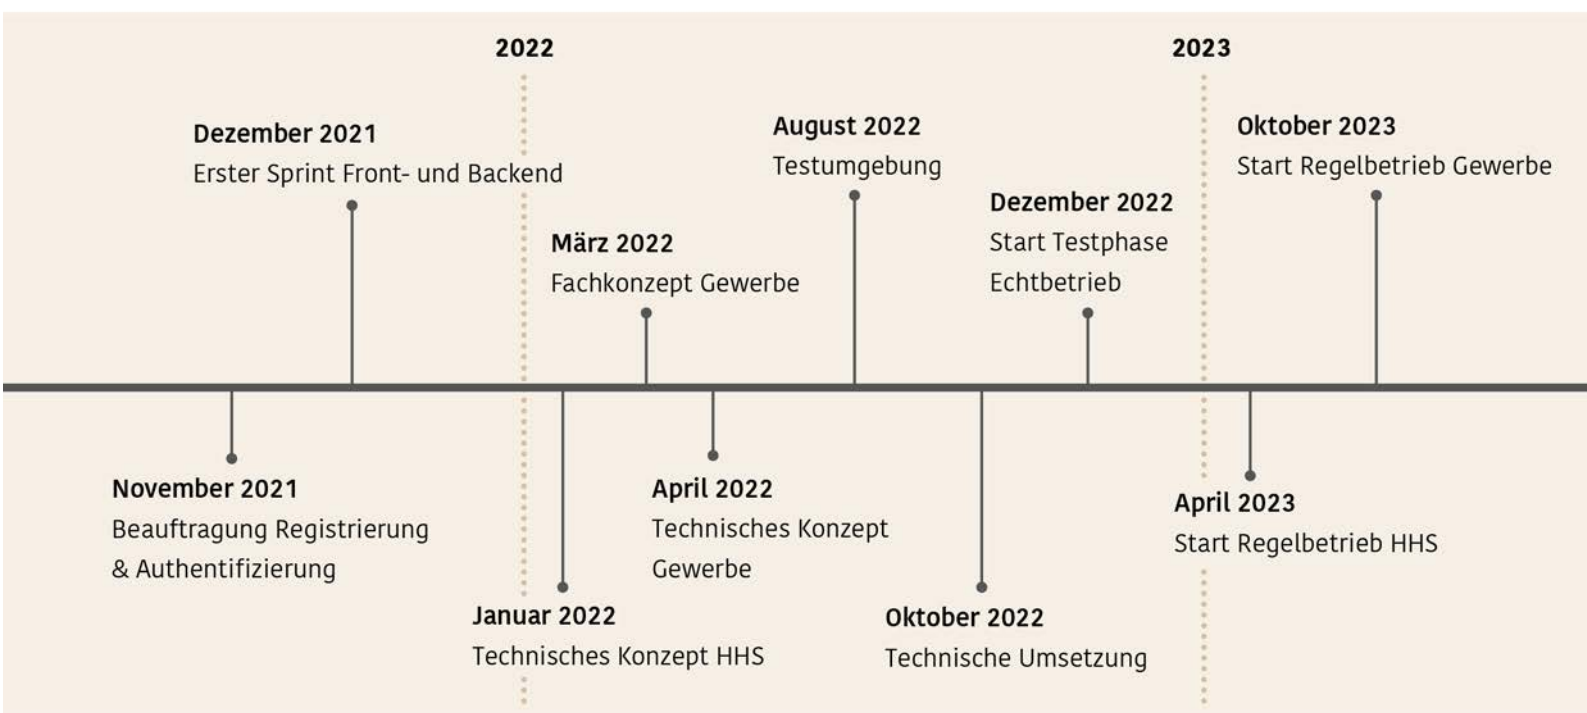 2022
2023
Dezember 2021
Erster Sprint Front- und Backend
August 2022
Testumgebung
Oktober 2023
Start Regelbetrieb Gewerbe
März 2022
Fachkonzept Gewerbe
Dezember 2022
Start Testphase
Echtbetrieb
November 2021
Beauftragung Registrierung
& Authentifizierung
April 2022
Technisches Konzept
Gewerbe
April 2023
Start Regelbetrieb HHS
Januar 2022
Technisches Konzept HHS
Oktober 2022
Technische Umsetzung